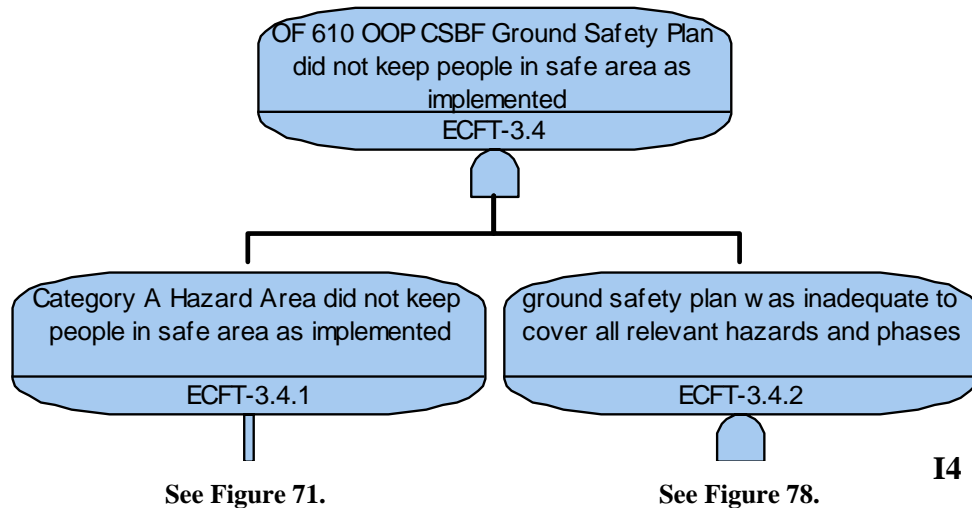 OF 610 OOP CSBF Ground Safety Plan
did not keep people in safe area as
implemented
ECFT-3.4
Category A Hazard Area did not keep
people in safe area as implemented
ECFT-3.4.1
ground safety plan was inadequate to
cover all relevant hazards and phases
ECFT-3.4.2
I4
See Figure 71.
See Figure 78.